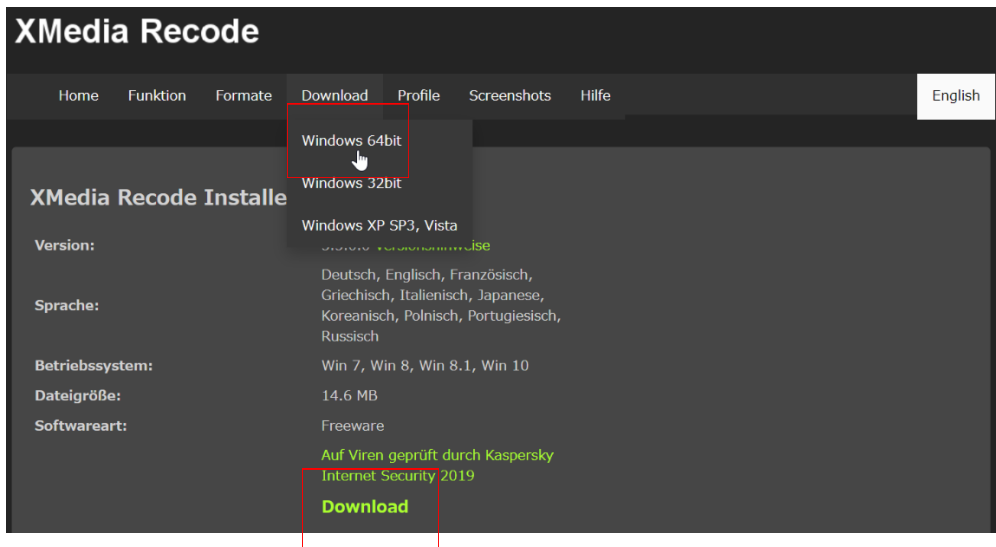 XMedia Recode
Home Funktion Formate Download Profile Screenshots Hilfe English
Windows 64bit
Windows 32bit
Windows XP SP3, Vista
XMedia Recode Installe
Version: Versionshinweise
Sprache: Deutsch, Englisch, Französisch,
Griechisch, Italienisch, Japanese,
Koreanisch, Polnisch, Portugiesisch,
Russisch
Betriebssystem: Win 7, Win 8, Win 8.1, Win 10
Dateigröße: 14.6 MB
Softwareart: Freeware
Auf Viren geprüft durch Kaspersky
Internet Security 2019
Download